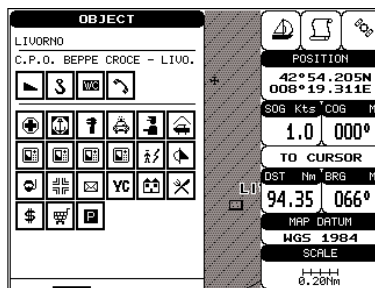 OBJECT
LIVORNO
C.P.O. BEPPE CROCE - LIVO.
WC
YC
$
P
LI
POSITION
42°54.205N
008°19.311E
SOG Kts COG M
1.0 000°
TO CURSOR
DST Nm BRG M
94.35 066°
MAP DATUM
WGS 1984
SCALE
0.20Nm